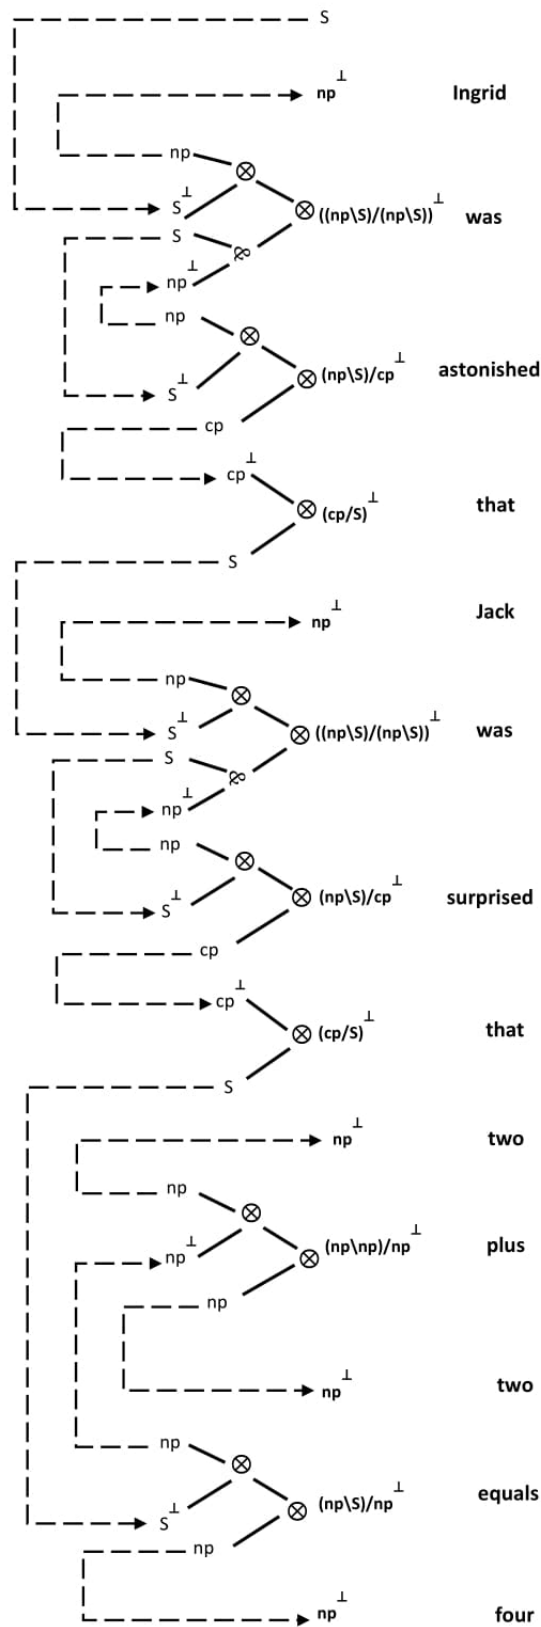 S
np⊥ Ingrid
np ⊗
S⊥ ⊗ ((np\S)/(np\S))⊥ was
S ⅋
np⊥
np ⊗
⊗ (np\S)/cp⊥ astonished
S⊥
cp
cp⊥
⊗ (cp/S)⊥ that
S
np⊥ Jack
np ⊗
S⊥ ⊗ ((np\S)/(np\S))⊥ was
S ⅋
np⊥
np ⊗
⊗ (np\S)/cp⊥ surprised
S⊥
cp
cp⊥
⊗ (cp/S)⊥ that
S
np⊥ two
np ⊗
np⊥ ⊗ (np\np)/np⊥ plus
np
np⊥ two
np ⊗
⊗ (np\S)/np⊥ equals
S⊥
np
np⊥ four